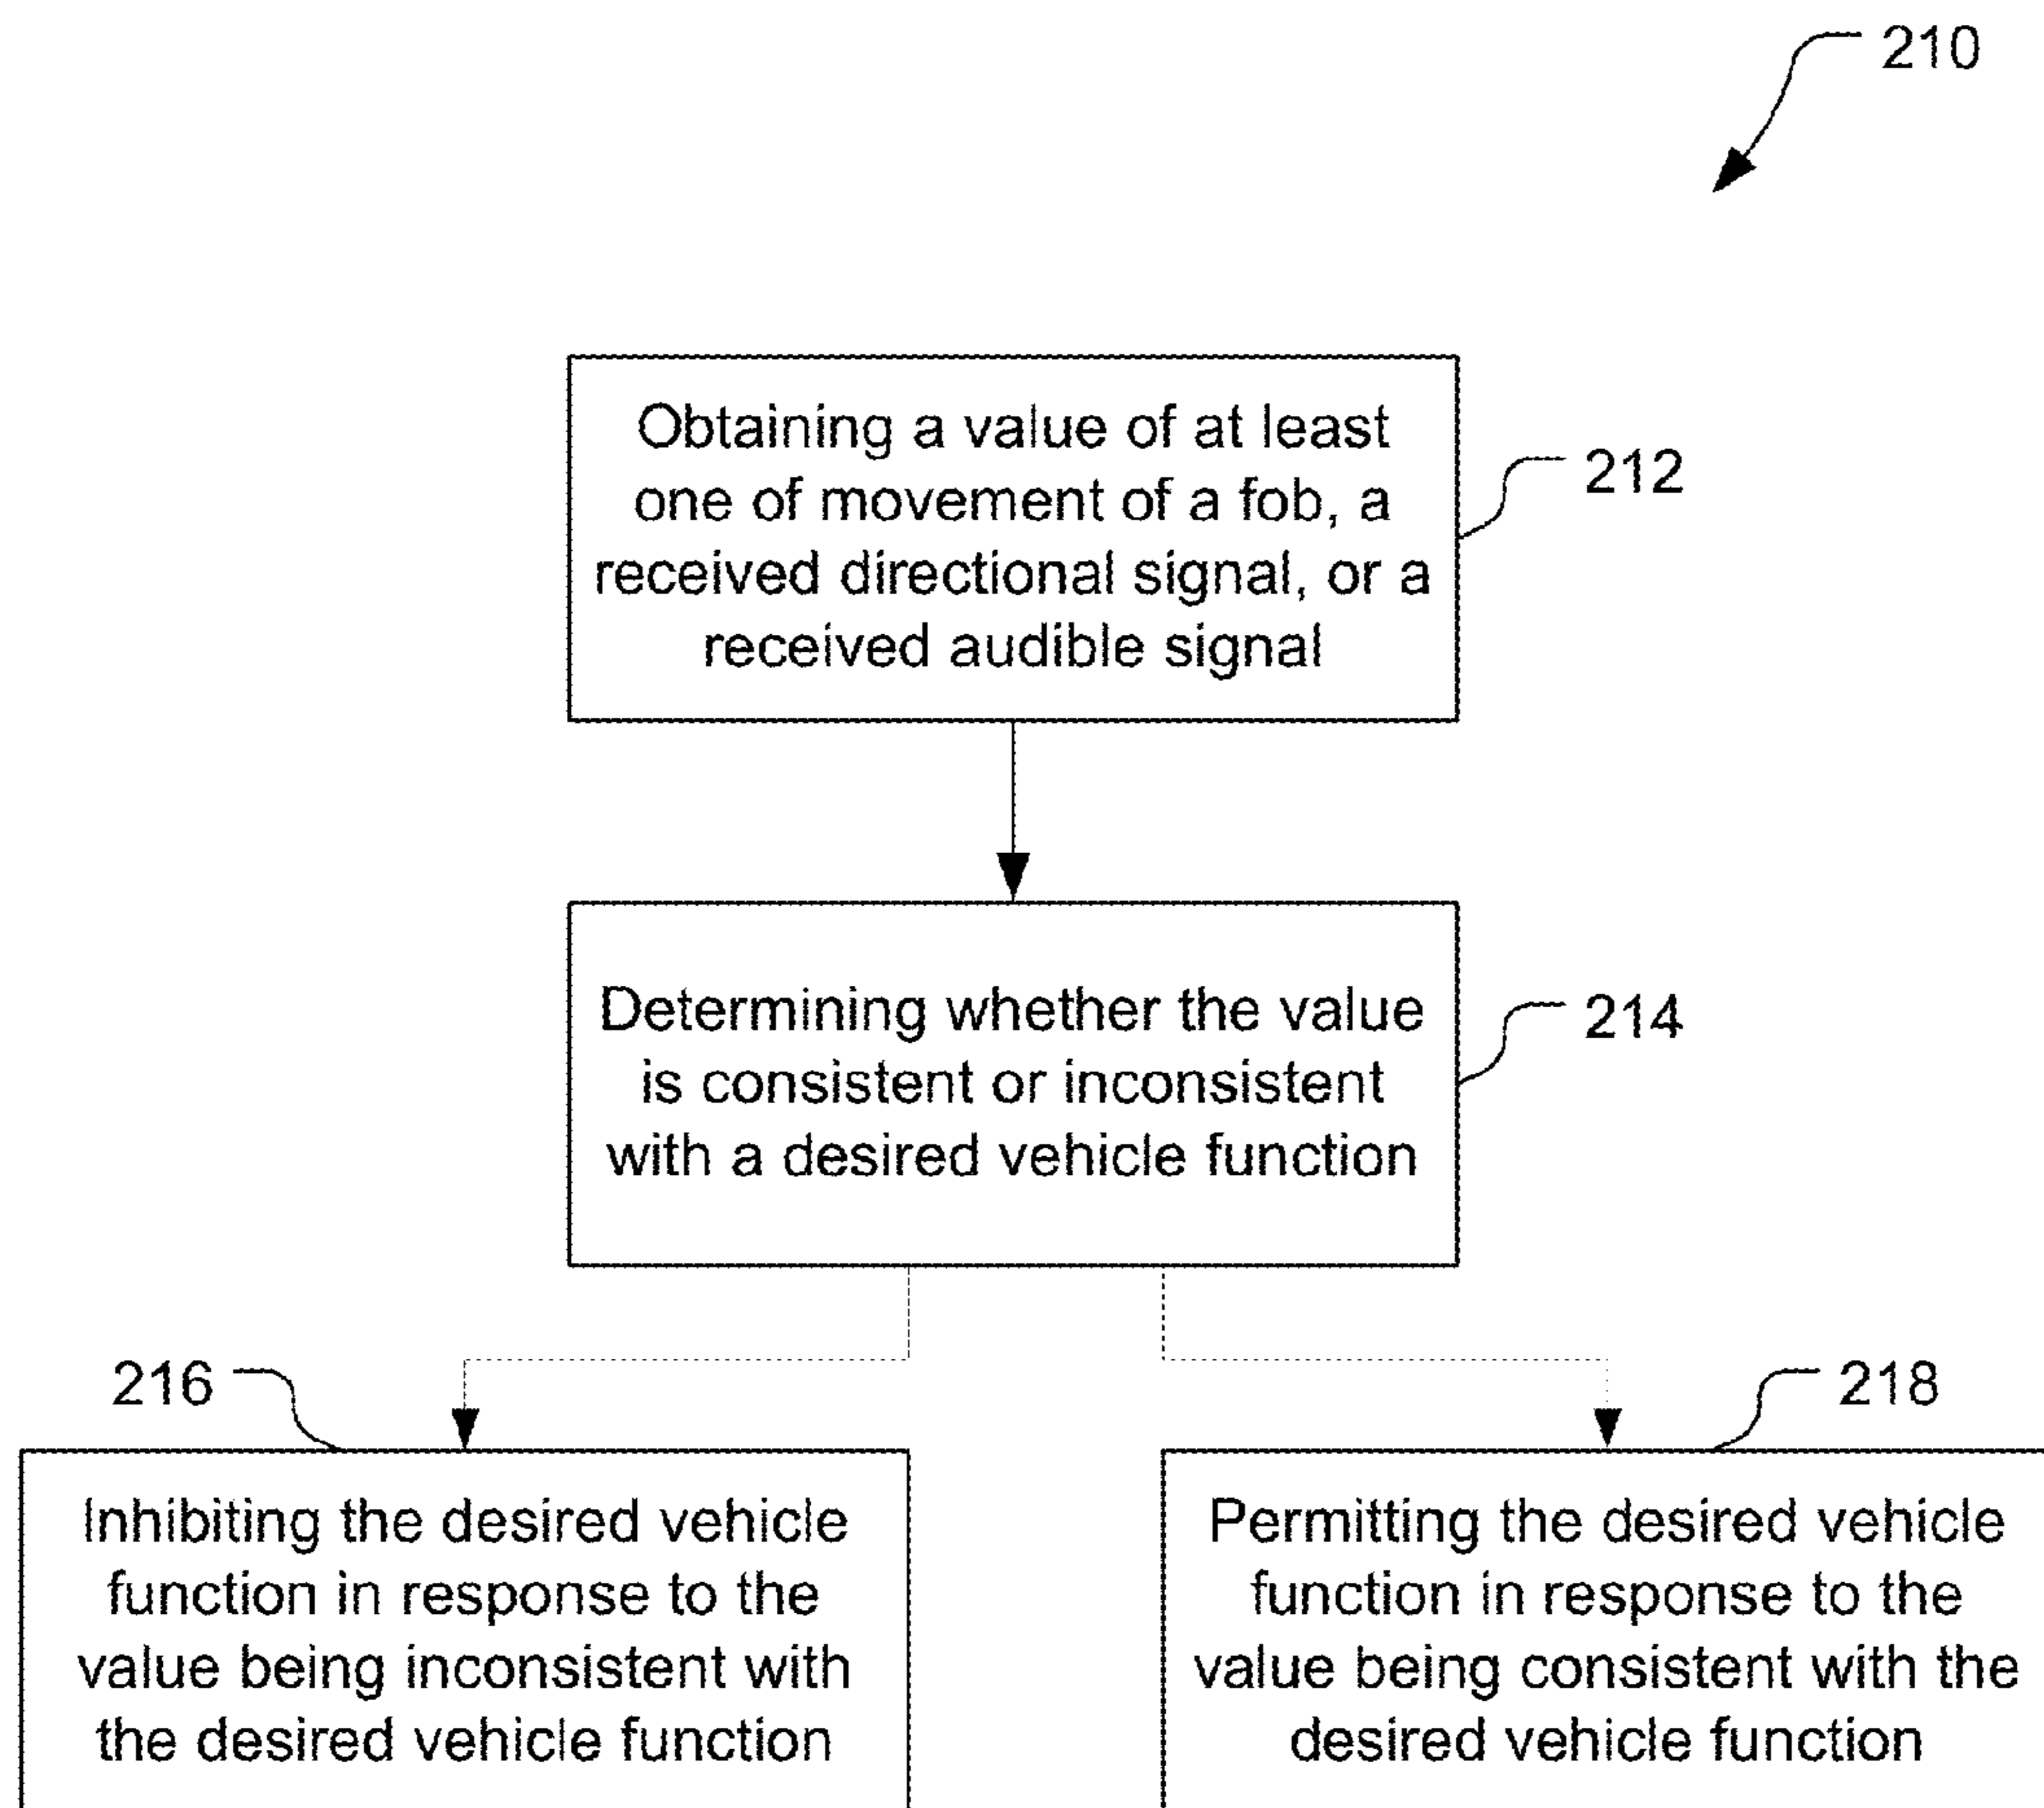 210
Obtaining a value of at least
one of movement of a fob, a
received directional signal, or a
received audible signal
212
Determining whether the value
is consistent or inconsistent
with a desired vehicle function
214
216
Inhibiting the desired vehicle
function in response to the
value being inconsistent with
the desired vehicle function
218
Permitting the desired vehicle
function in response to the
value being consistent with the
desired vehicle function